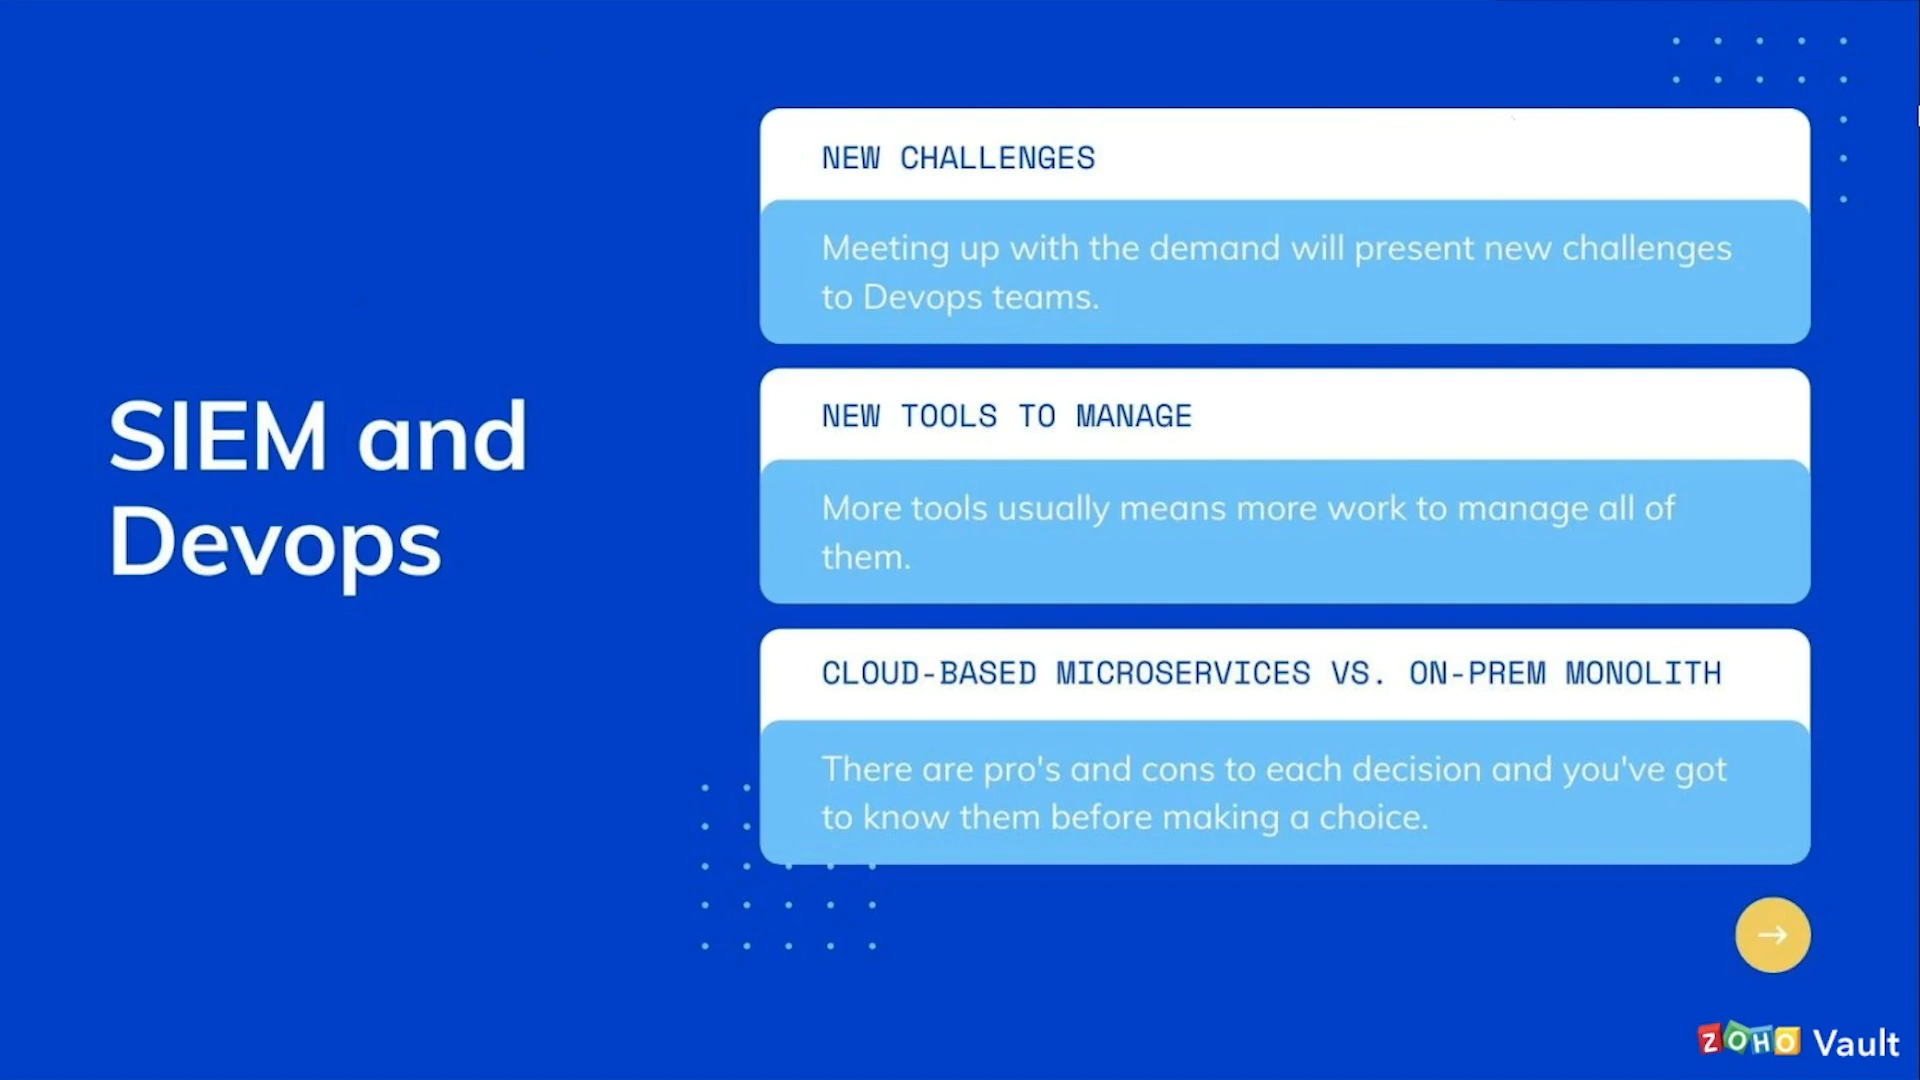 SIEM and
Devops
NEW CHALLENGES
Meeting up with the demand will present new challenges
to Devops teams.
NEW TOOLS TO MANAGE
More tools usually means more work to manage all of
them.
CLOUD-BASED MICROSERVICES VS. ON-PREM MONOLITH
There are pro's and cons to each decision and you've got
to know them before making a choice.
ZOHO Vault